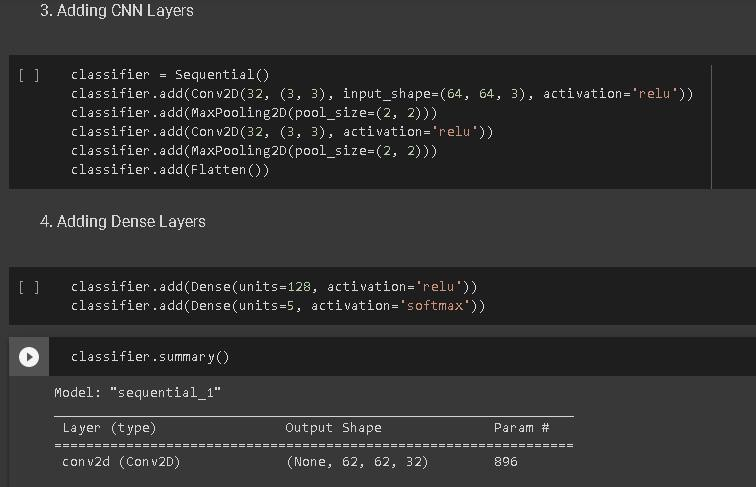 3. Adding CNN Layers
[ ] classifier = Sequential()
classifier.add(Conv2D(32, (3, 3), input_shape=(64, 64, 3), activation='relu'))
classifier.add(MaxPooling2D(pool_size=(2, 2)))
classifier.add(Conv2D(32, (3, 3), activation='relu'))
classifier.add(MaxPooling2D(pool_size=(2, 2)))
classifier.add(Flatten())
4. Adding Dense Layers
[ ] classifier.add(Dense(units=128, activation='relu'))
classifier.add(Dense(units=5, activation='softmax'))
classifier.summary()
Model: "sequential_1"
Layer (type) Output Shape Param #
=================================================================
conv2d (Conv2D) (None, 62, 62, 32) 896